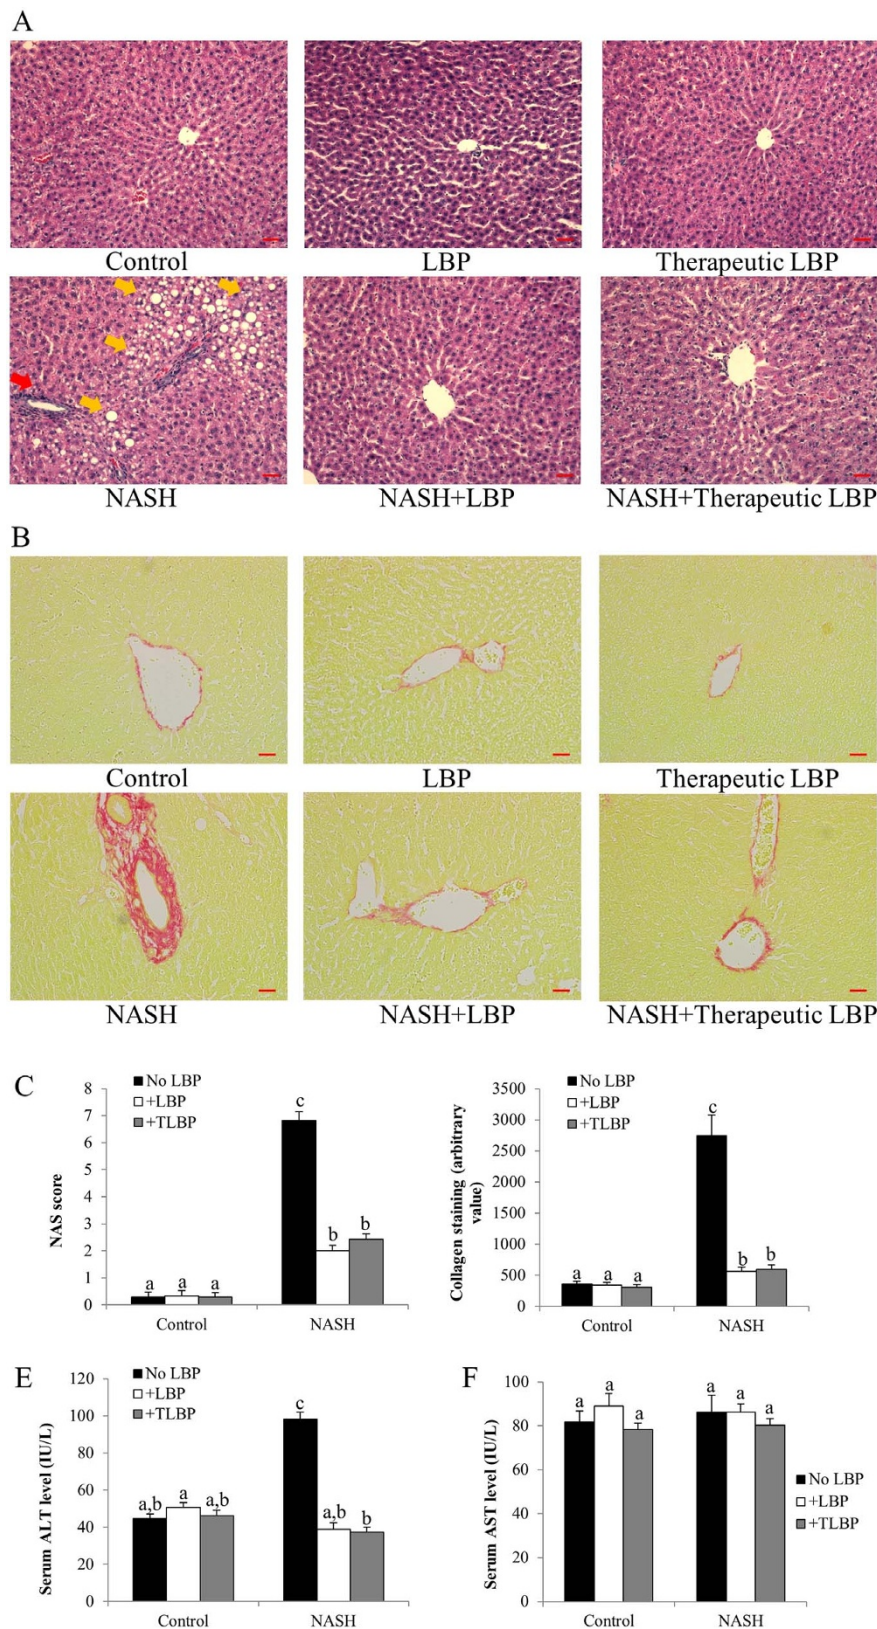 A
Control
LBP
Therapeutic LBP
NASH
NASH+LBP
NASH+Therapeutic LBP
B
Control
LBP
Therapeutic LBP
NASH
NASH+LBP
NASH+Therapeutic LBP
C
No LBP
+LBP
+TLBP
NAS score
8
7
6
5
4
3
2
1
0
a
a
a
c
b
b
Control
NASH
No LBP
+LBP
+TLBP
Collagen staining (arbitrary
value)
3500
3000
2500
2000
1500
1000
500
0
a
a
a
c
b
b
Control
NASH
E
No LBP
+LBP
+TLBP
Serum ALT level (IU/L)
120
100
80
60
40
20
0
a,b
a
a,b
c
a,b
b
Control
NASH
F
Serum AST level (IU/L)
100
80
60
40
20
0
a
a
a
a
a
a
Control
NASH
No LBP
+LBP
+TLBP